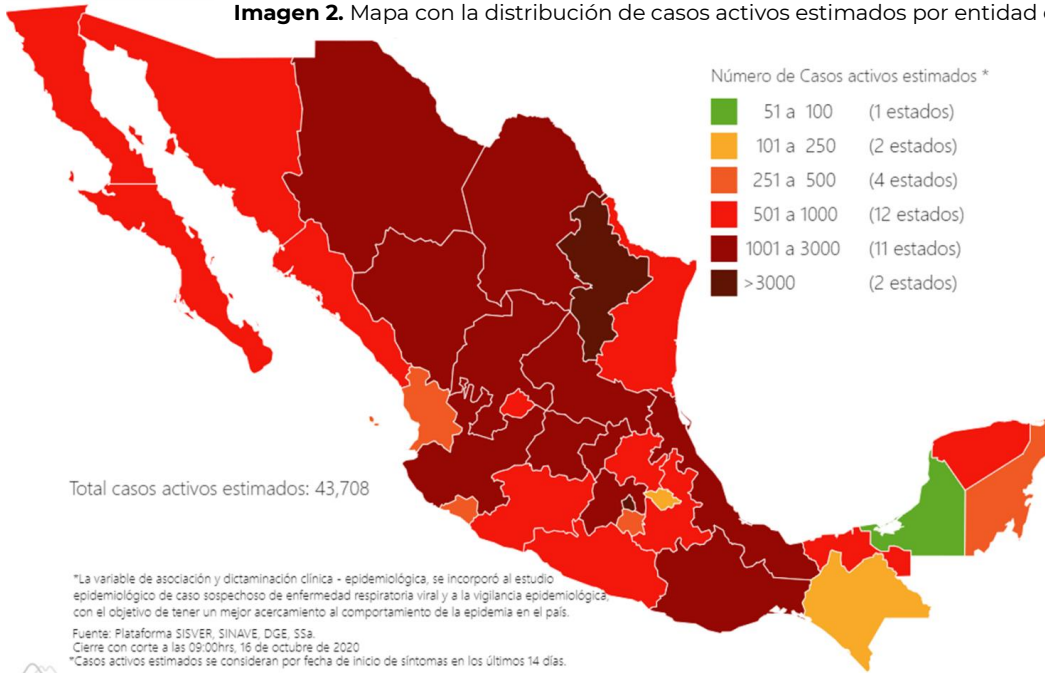 Imagen 2. Mapa con la distribución de casos activos estimados por entidad
Número de Casos activos estimados *
51 a 100 (1 estados)
101 a 250 (2 estados)
251 a 500 (4 estados)
501 a 1000 (12 estados)
1001 a 3000 (11 estados)
>3000 (2 estados)
Total casos activos estimados: 43,708
*La variable de asociación y dictaminación clínica - epidemiológica, se incorporó al estudio
epidemiológico de caso sospechoso de enfermedad respiratoria viral y a la vigilancia epidemiológica,
con el objetivo de tener un mejor acercamiento al comportamiento de la epidemia en el país.
Fuente: Plataforma SISVER, SINAVE, DGE, SSa.
Cierre con corte a las 09:00hrs, 16 de octubre de 2020
*Casos activos estimados se consideran por fecha de inicio de síntomas en los últimos 14 días.